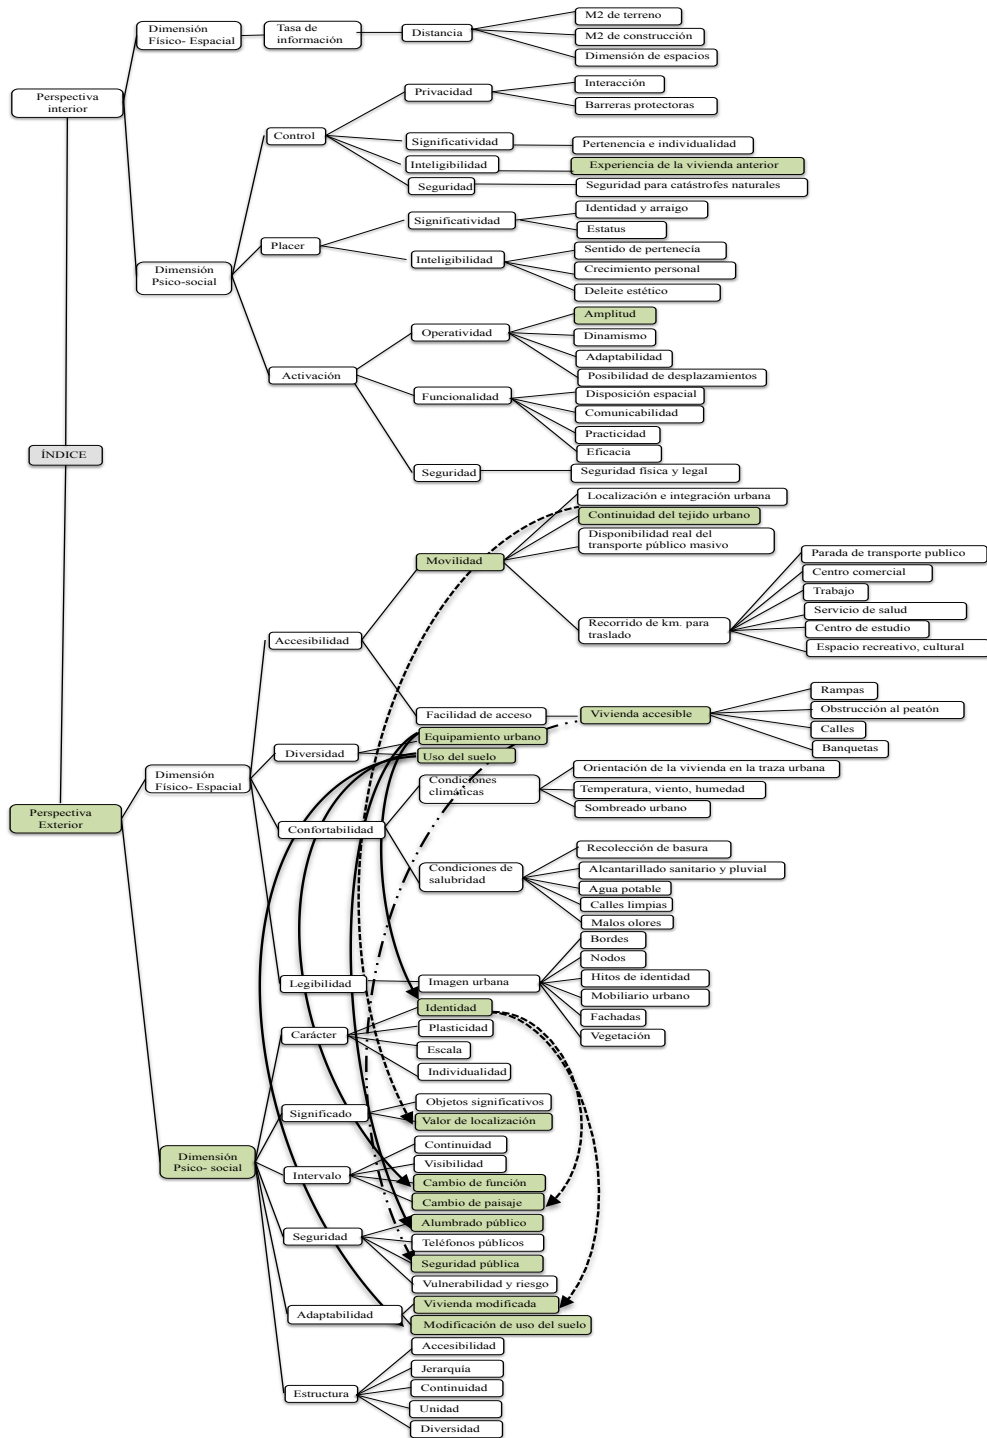 M2 de terreno
Dimensión
Físico- Espacial
Tasa de
información
Distancia
M2 de construcción
Dimensión de espacios
Perspectiva
interior
Interacción
Privacidad
Barreras protectoras
Control
Significatividad
Pertenencia e individualidad
Inteligibilidad
Experiencia de la vivienda anterior
Seguridad
Seguridad para catástrofes naturales
Identidad y arraigo
Significatividad
Estatus
Placer
Sentido de pertenecía
Inteligibilidad
Crecimiento personal
Dimensión
Psico-social
Deleite estético
Amplitud
Operatividad
Dinamismo
Adaptabilidad
Activación
Posibilidad de desplazamientos
Funcionalidad
Disposición espacial
Comunicabilidad
Practicidad
Eficacia
ÍNDICE
Seguridad
Seguridad física y legal
Localización e integración urbana
Continuidad del tejido urbano
Disponibilidad real del
transporte público masivo
Movilidad
Parada de transporte publico
Centro comercial
Trabajo
Servicio de salud
Recorrido de km. para
traslado
Centro de estudio
Espacio recreativo, cultural
Accesibilidad
Rampas
Facilidad de acceso
Vivienda accesible
Obstrucción al peatón
Calles
Banquetas
Equipamiento urbano
Diversidad
Uso del suelo
Dimensión
Físico- Espacial
Orientación de la vivienda en la traza urbana
Condiciones
climáticas
Temperatura, viento, humedad
Sombreado urbano
Perspectiva
Exterior
Confortabilidad
Recolección de basura
Condiciones de
salubridad
Alcantarillado sanitario y pluvial
Agua potable
Calles limpias
Malos olores
Bordes
Nodos
Legibilidad
Imagen urbana
Hitos de identidad
Mobiliario urbano
Fachadas
Vegetación
Identidad
Carácter
Plasticidad
Escala
Individualidad
Objetos significativos
Significado
Valor de localización
Dimensión
Psico- social
Continuidad
Visibilidad
Intervalo
Cambio de función
Cambio de paisaje
Alumbrado público
Seguridad
Teléfonos públicos
Seguridad pública
Vulnerabilidad y riesgo
Vivienda modificada
Adaptabilidad
Modificación de uso del suelo
Accesibilidad
Jerarquía
Estructura
Continuidad
Unidad
Diversidad